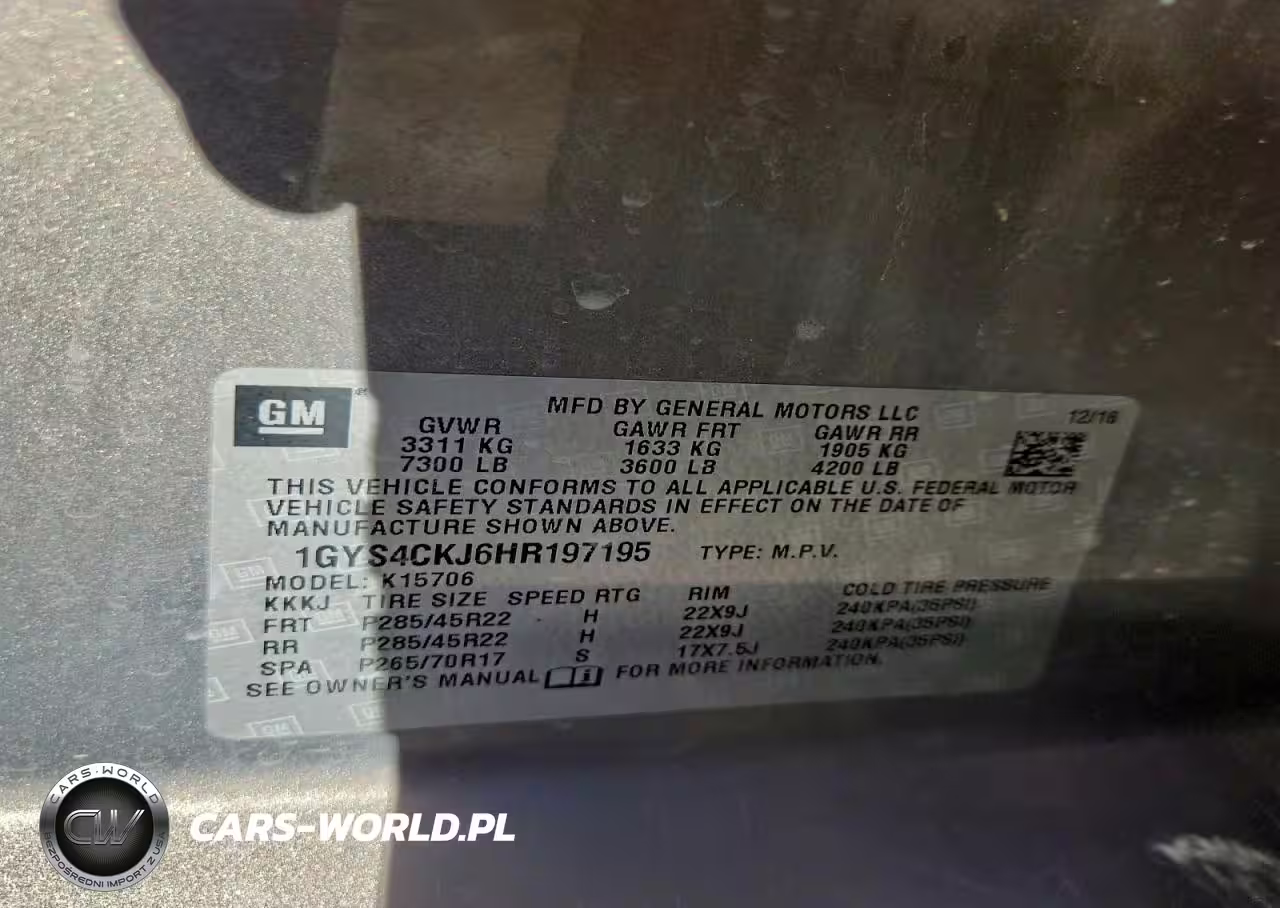 GM
MFD BY GENERAL MOTORS LLC
12/16
GVWR GAWR FRT GAWR RR
3311 KG 1633 KG 1905 KG
7300 LB 3600 LB 4200 LB
THIS VEHICLE CONFORMS TO ALL APPLICABLE U.S. FEDERAL MOTOR
VEHICLE SAFETY STANDARDS IN EFFECT ON THE DATE OF
MANUFACTURE SHOWN ABOVE.
1GYS4CKJ6HR197195 TYPE: M.P.V.
MODEL: K15706
KKKJ TIRE SIZE SPEED RTG RIM COLD TIRE PRESSURE
FRT P285/45R22 H 22X9J 240KPA(35PSI)
RR P285/45R22 H 22X9J 240KPA(35PSI)
SPA P265/70R17 S 17X7.5J 240KPA(35PSI)
SEE OWNER'S MANUAL FOR MORE INFORMATION.
CARS-WORLD
CW
BEZPOŚREDNI IMPORT Z USA
CARS-WORLD.PL